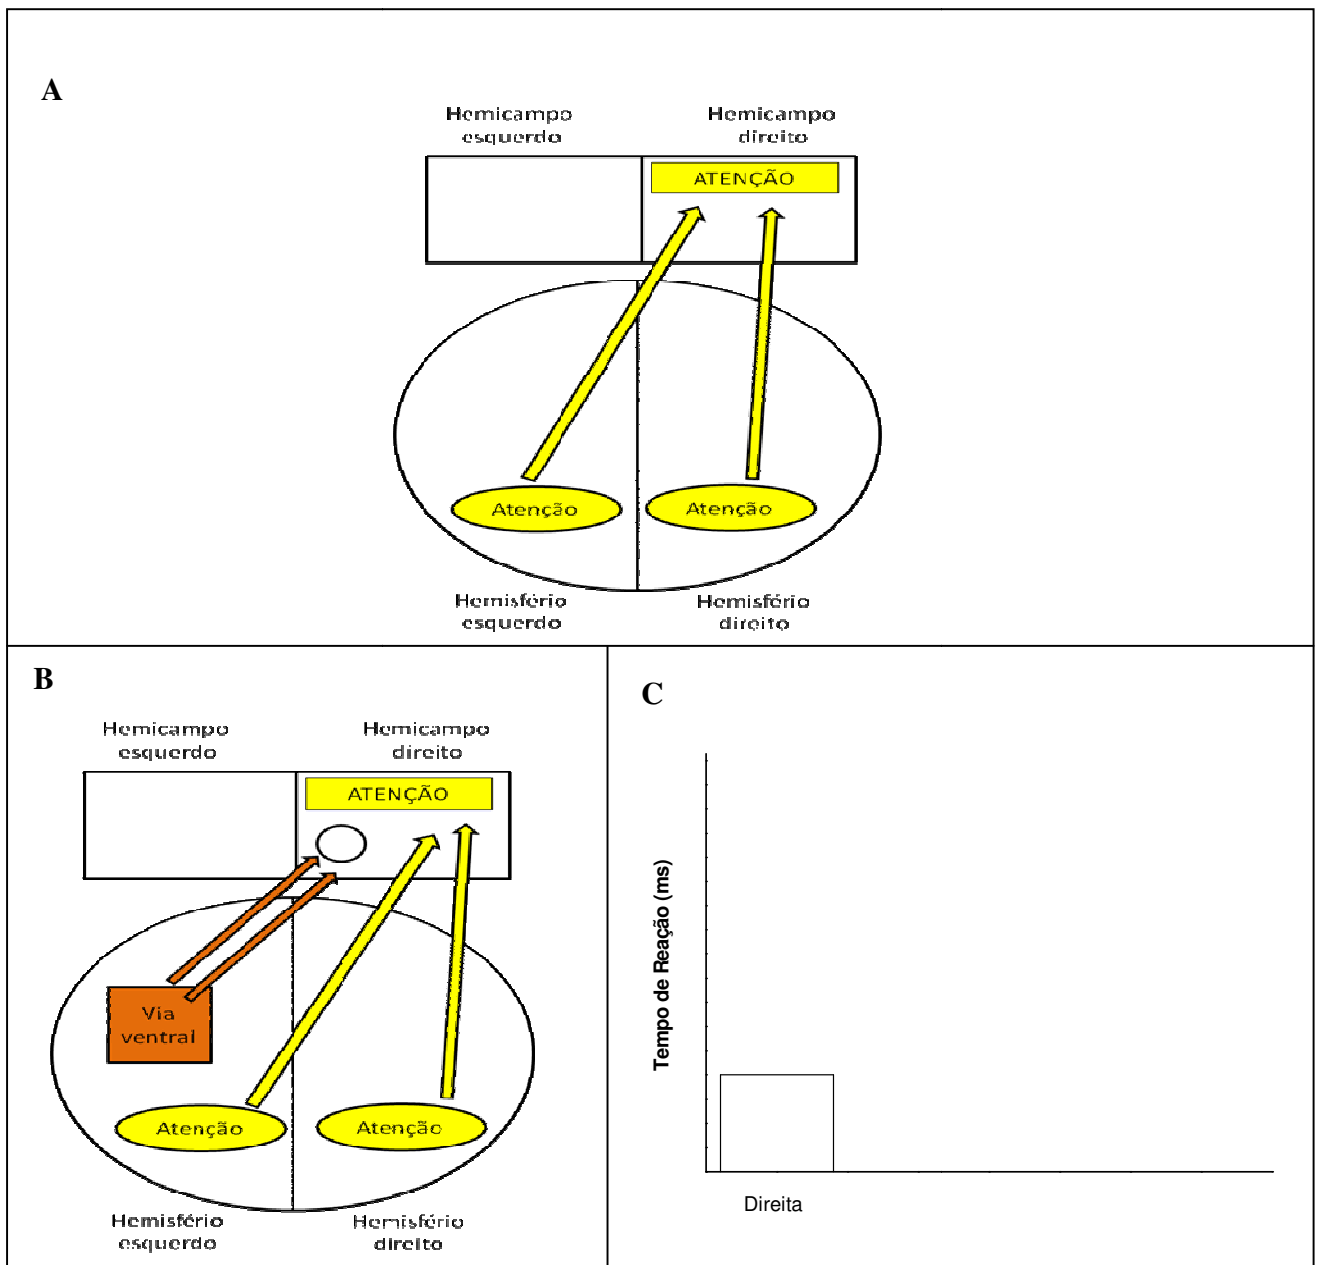 A
Hemicampo
esquerdo
Hemicampo
direito
ATENÇÃO
Atenção
Atenção
Hemisfério
esquerdo
Hemisfério
direito
B
Hemicampo
esquerdo
Hemicampo
direito
ATENÇÃO
Via
ventral
Atenção
Atenção
Hemisfério
esquerdo
Hemisfério
direito
C
Tempo de Reação (ms)
Direita